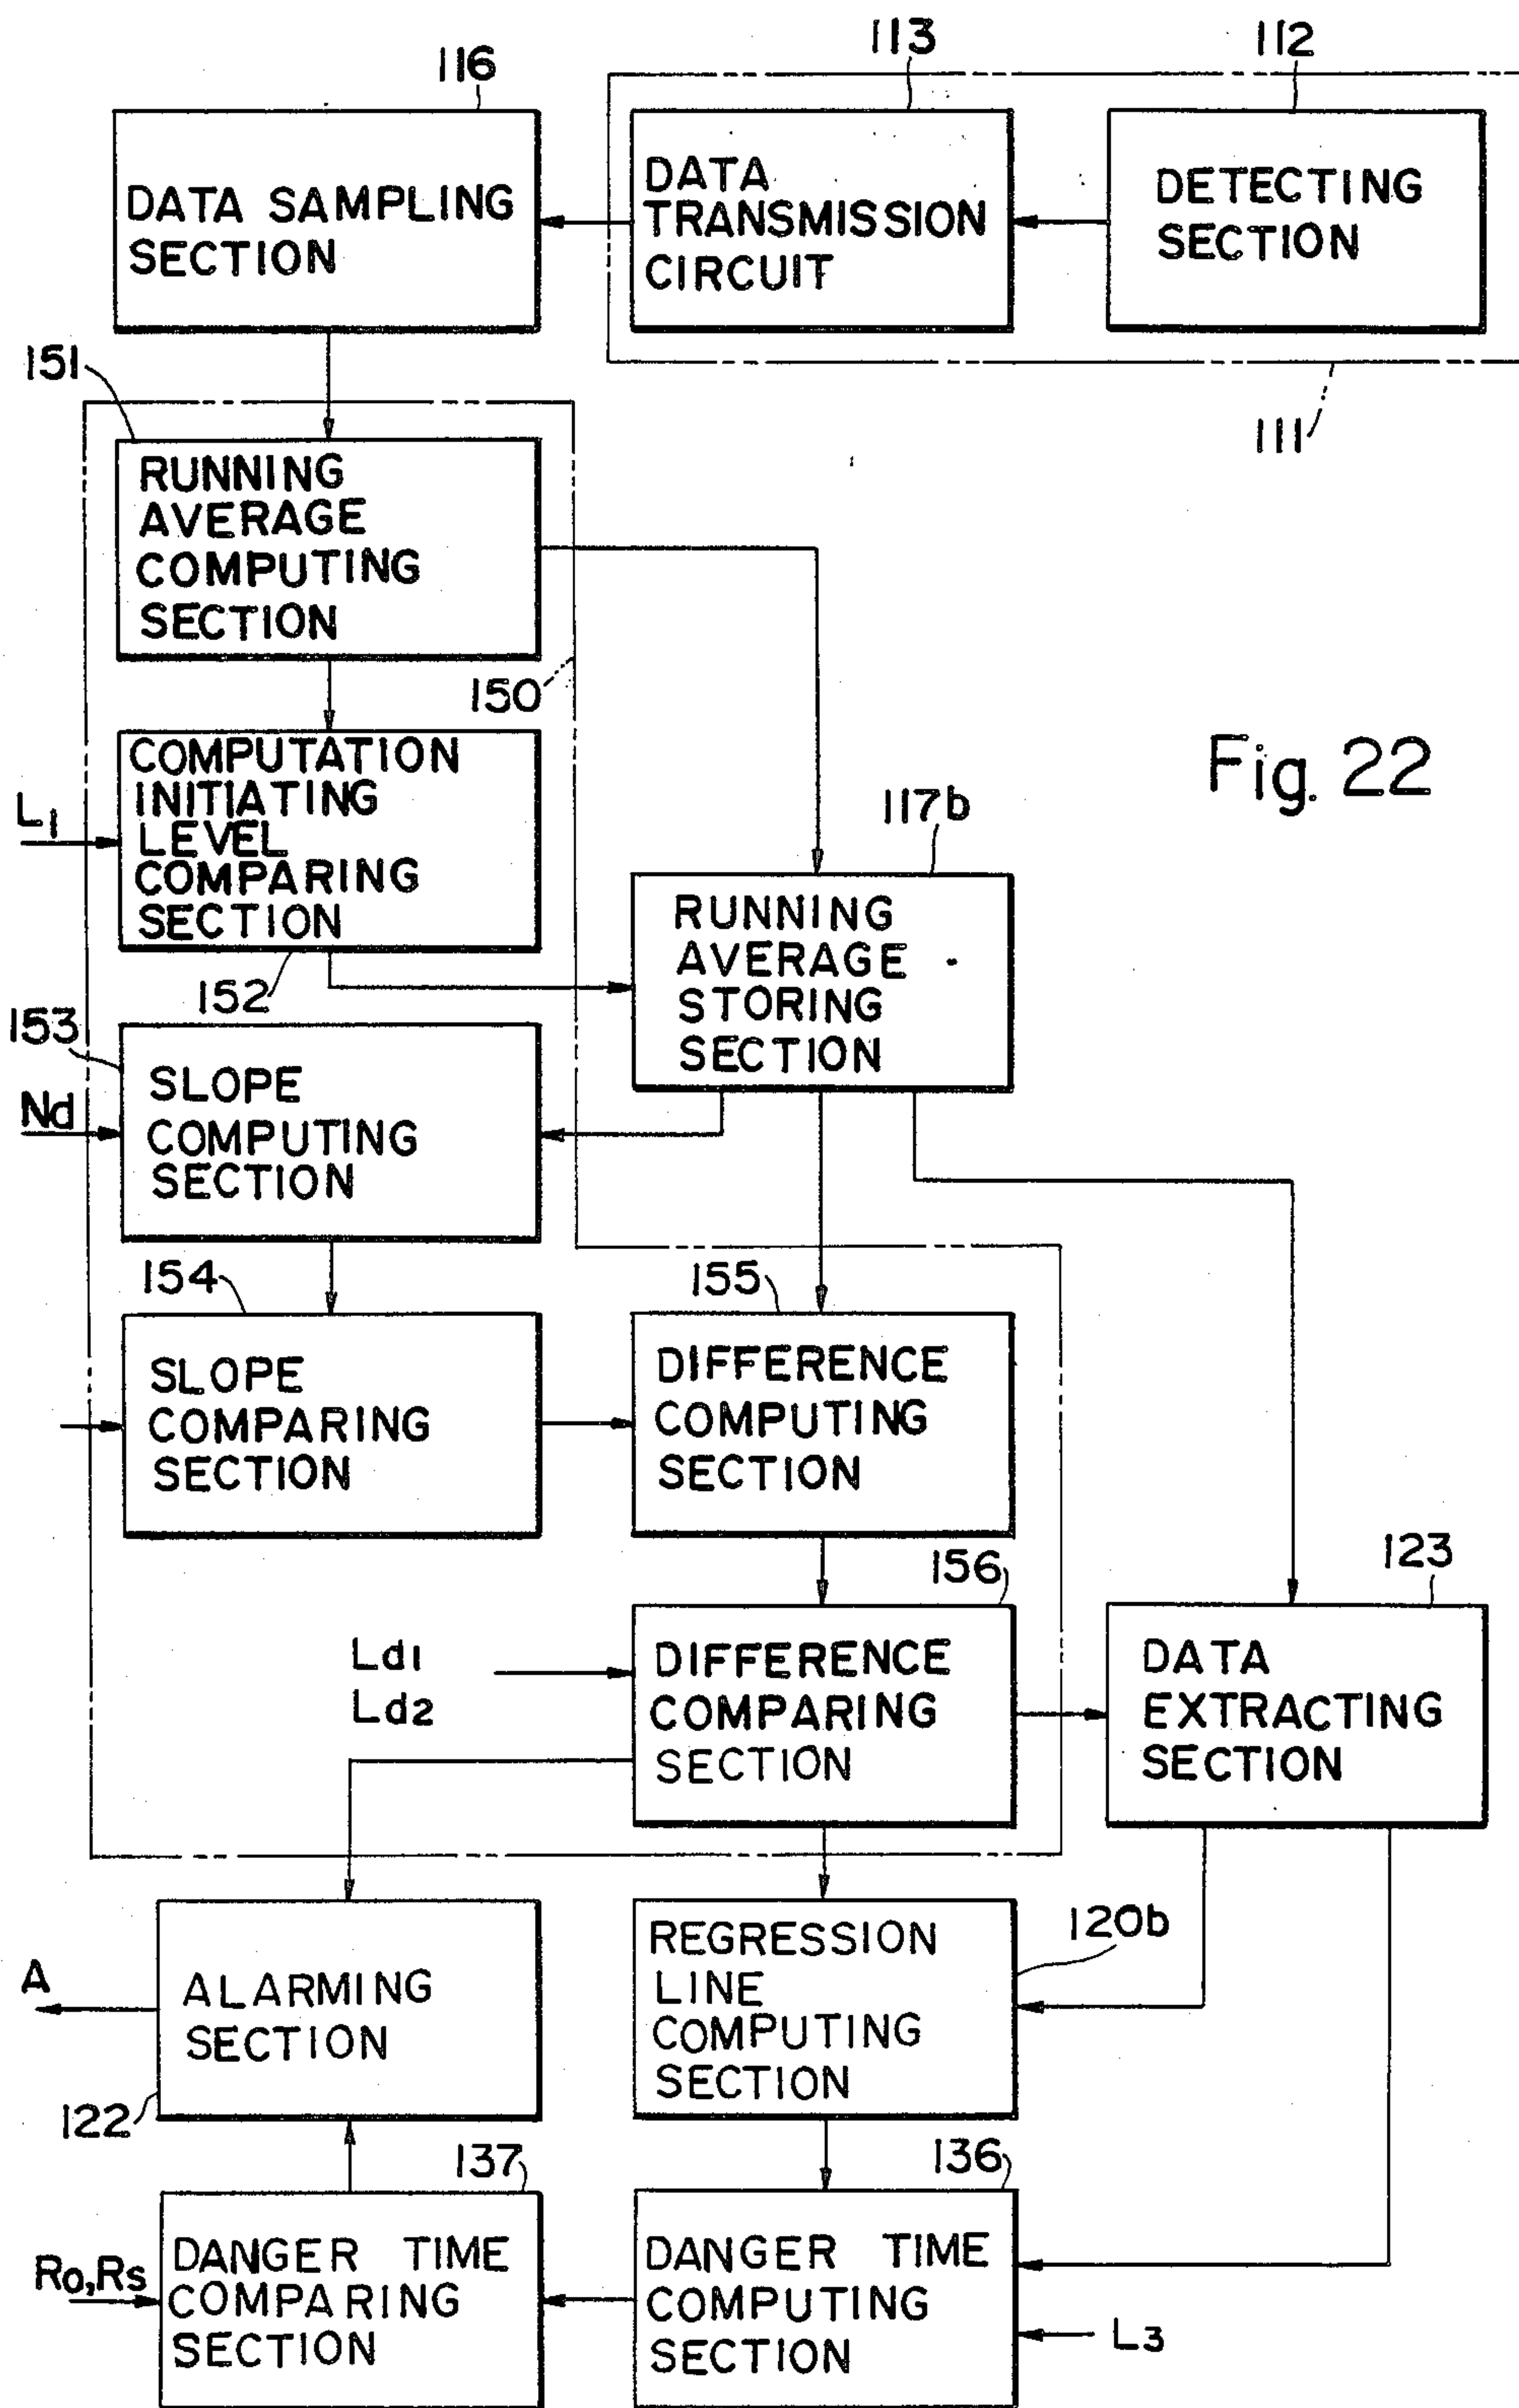 113
112
116
DATA SAMPLING
SECTION
DATA
TRANSMISSION
CIRCUIT
DETECTING
SECTION
111
151
RUNNING
AVERAGE
COMPUTING
SECTION
150
Fig. 22
COMPUTATION
INITIATING
LEVEL
COMPARING
SECTION
L1
152
117b
RUNNING
AVERAGE
STORING
SECTION
153
Nd
SLOPE
COMPUTING
SECTION
154
155
SLOPE
COMPARING
SECTION
DIFFERENCE
COMPUTING
SECTION
156
123
Ld1
Ld2
DIFFERENCE
COMPARING
SECTION
DATA
EXTRACTING
SECTION
A
ALARMING
SECTION
122
REGRESSION
LINE
COMPUTING
SECTION
120b
137
136
Ro,Rs
DANGER TIME
COMPARING
SECTION
DANGER TIME
COMPUTING
SECTION
L3